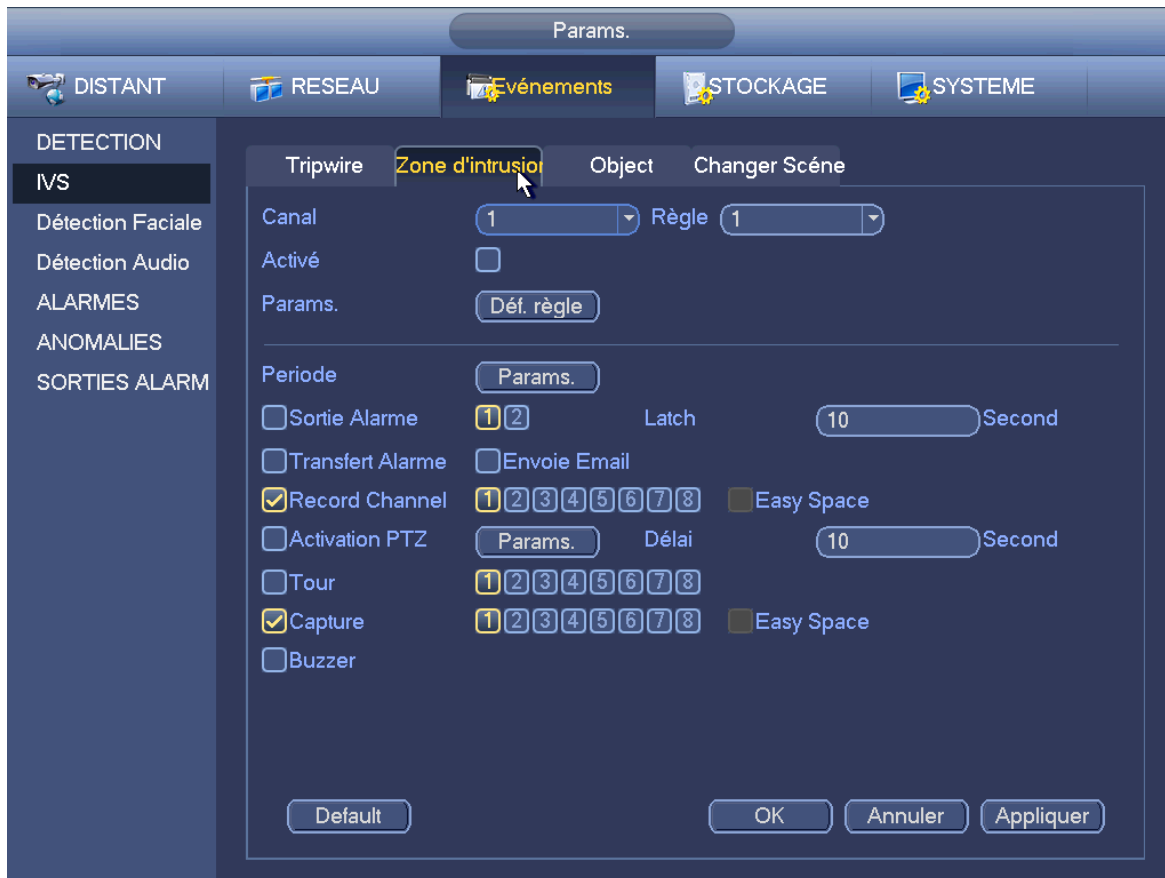 Params.
DISTANT RESEAU Evénements STOCKAGE SYSTEME
DETECTION
IVS
Détection Faciale
Détection Audio
ALARMES
ANOMALIES
SORTIES ALARM
Tripwire Zone d'intrusion Object Changer Scéne
Canal 1 Règle 1
Activé
Params. Déf. règle
Periode Params.
Sortie Alarme 1 2 Latch 10 Second
Transfert Alarme Envoie Email
Record Channel 1 2 3 4 5 6 7 8 Easy Space
Activation PTZ Params. Délai 10 Second
Tour 1 2 3 4 5 6 7 8
Capture 1 2 3 4 5 6 7 8 Easy Space
Buzzer
Default OK Annuler Appliquer